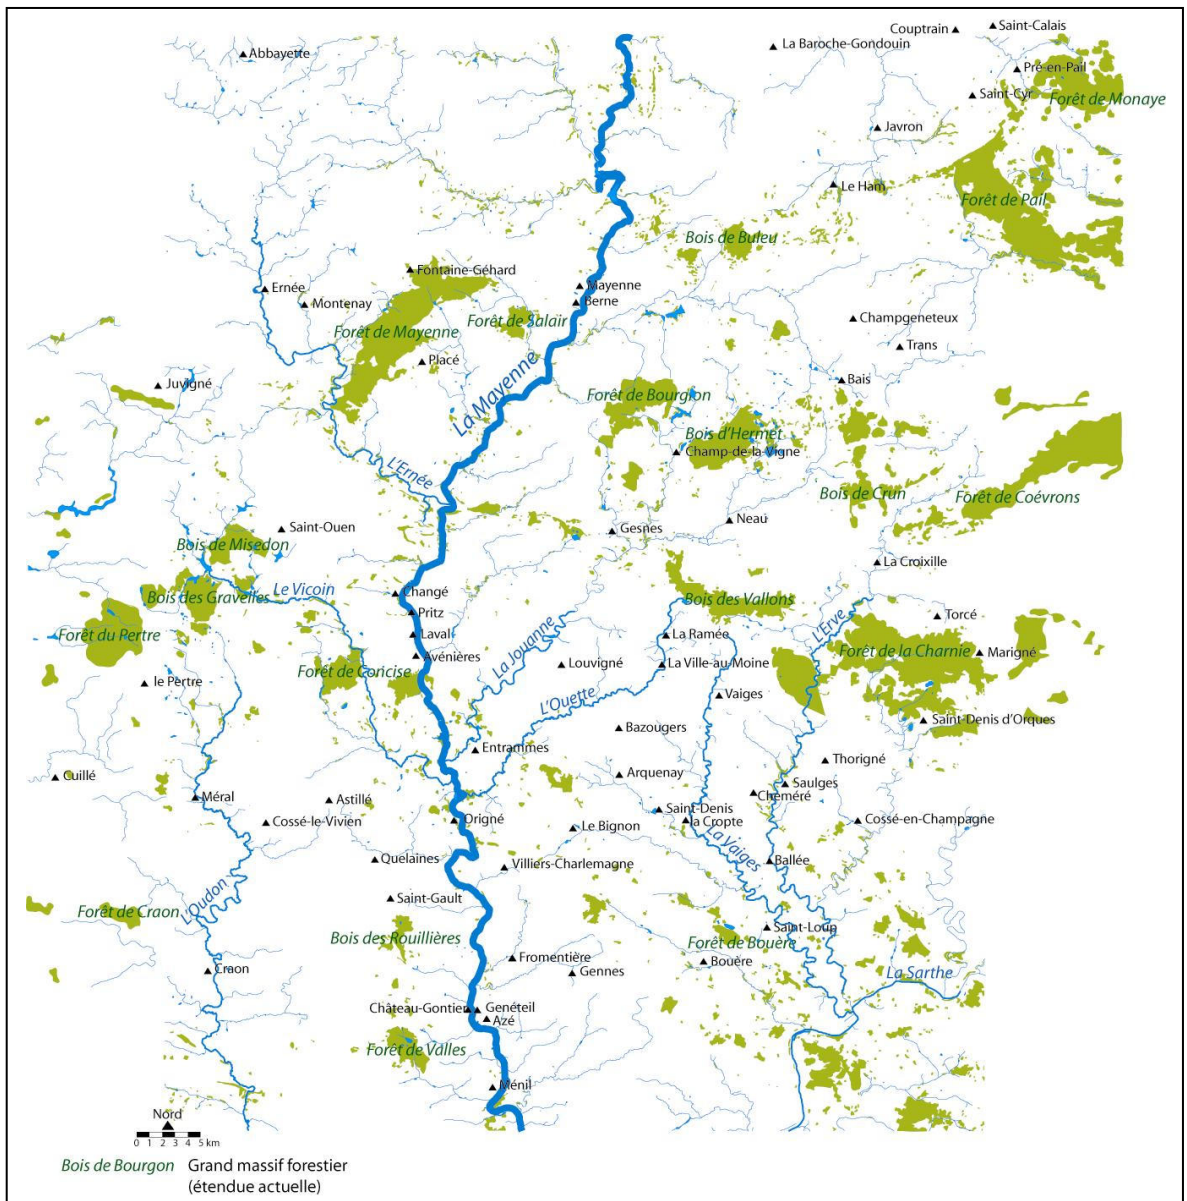 Couptrain
Saint-Calais
La Baroche-Gondouin
Abbayette
Pré-en-Pail
Saint-Cyr
Forêt de Monaye
Javron
Le Ham
Forêt de Pail
Bois de Buleu
Fontaine-Géhard
Ernée
Mayenne
Montenay
Berne
Forêt de Salair
Champgeneteux
Forêt de Mayenne
Trans
Placé
Bais
Juvigné
La Mayenne
Forêt de Bourgion
Bois d'Hermet
Champ-de-la-Vigne
L'Ernée
Bois de Crun
Forêt de Coévrons
Saint-Ouen
Neau
Gesnes
Bois de Misedon
La Croixille
Le Vicoin
Changé
Bois des Gravelles
Bois des Vallons
Pritz
Torcé
L'Erve
Forêt du Pertre
Laval
La Ramée
La Jouanne
Forêt de la Charnie
Marigné
Avénières
Louvigné
La Ville-au-Moine
Forêt de Concise
le Pertre
Vaiges
L'Ouette
Saint-Denis d'Orques
Bazougers
Entrammes
Thorigné
Cuillé
Arquenay
Saulges
Chéméré
Méral
Astillé
Saint-Denis
Origné
la Cropte
Cossé-en-Champagne
Cossé-le-Vivien
Le Bignon
La Vaiges
Quelaines
Villiers-Charlemagne
Ballée
L'Oudon
Saint-Gault
Forêt de Craon
Saint-Loup
Bois des Rouillières
Forêt de Bouère
Fromentière
Bouère
Craon
Gennes
La Sarthe
Château-Gontier
Genéteil
Azé
Forêt de Valles
Ménil
Nord
0 1 2 3 4 5 km
Bois de Bourgon Grand massif forestier
(étendue actuelle)